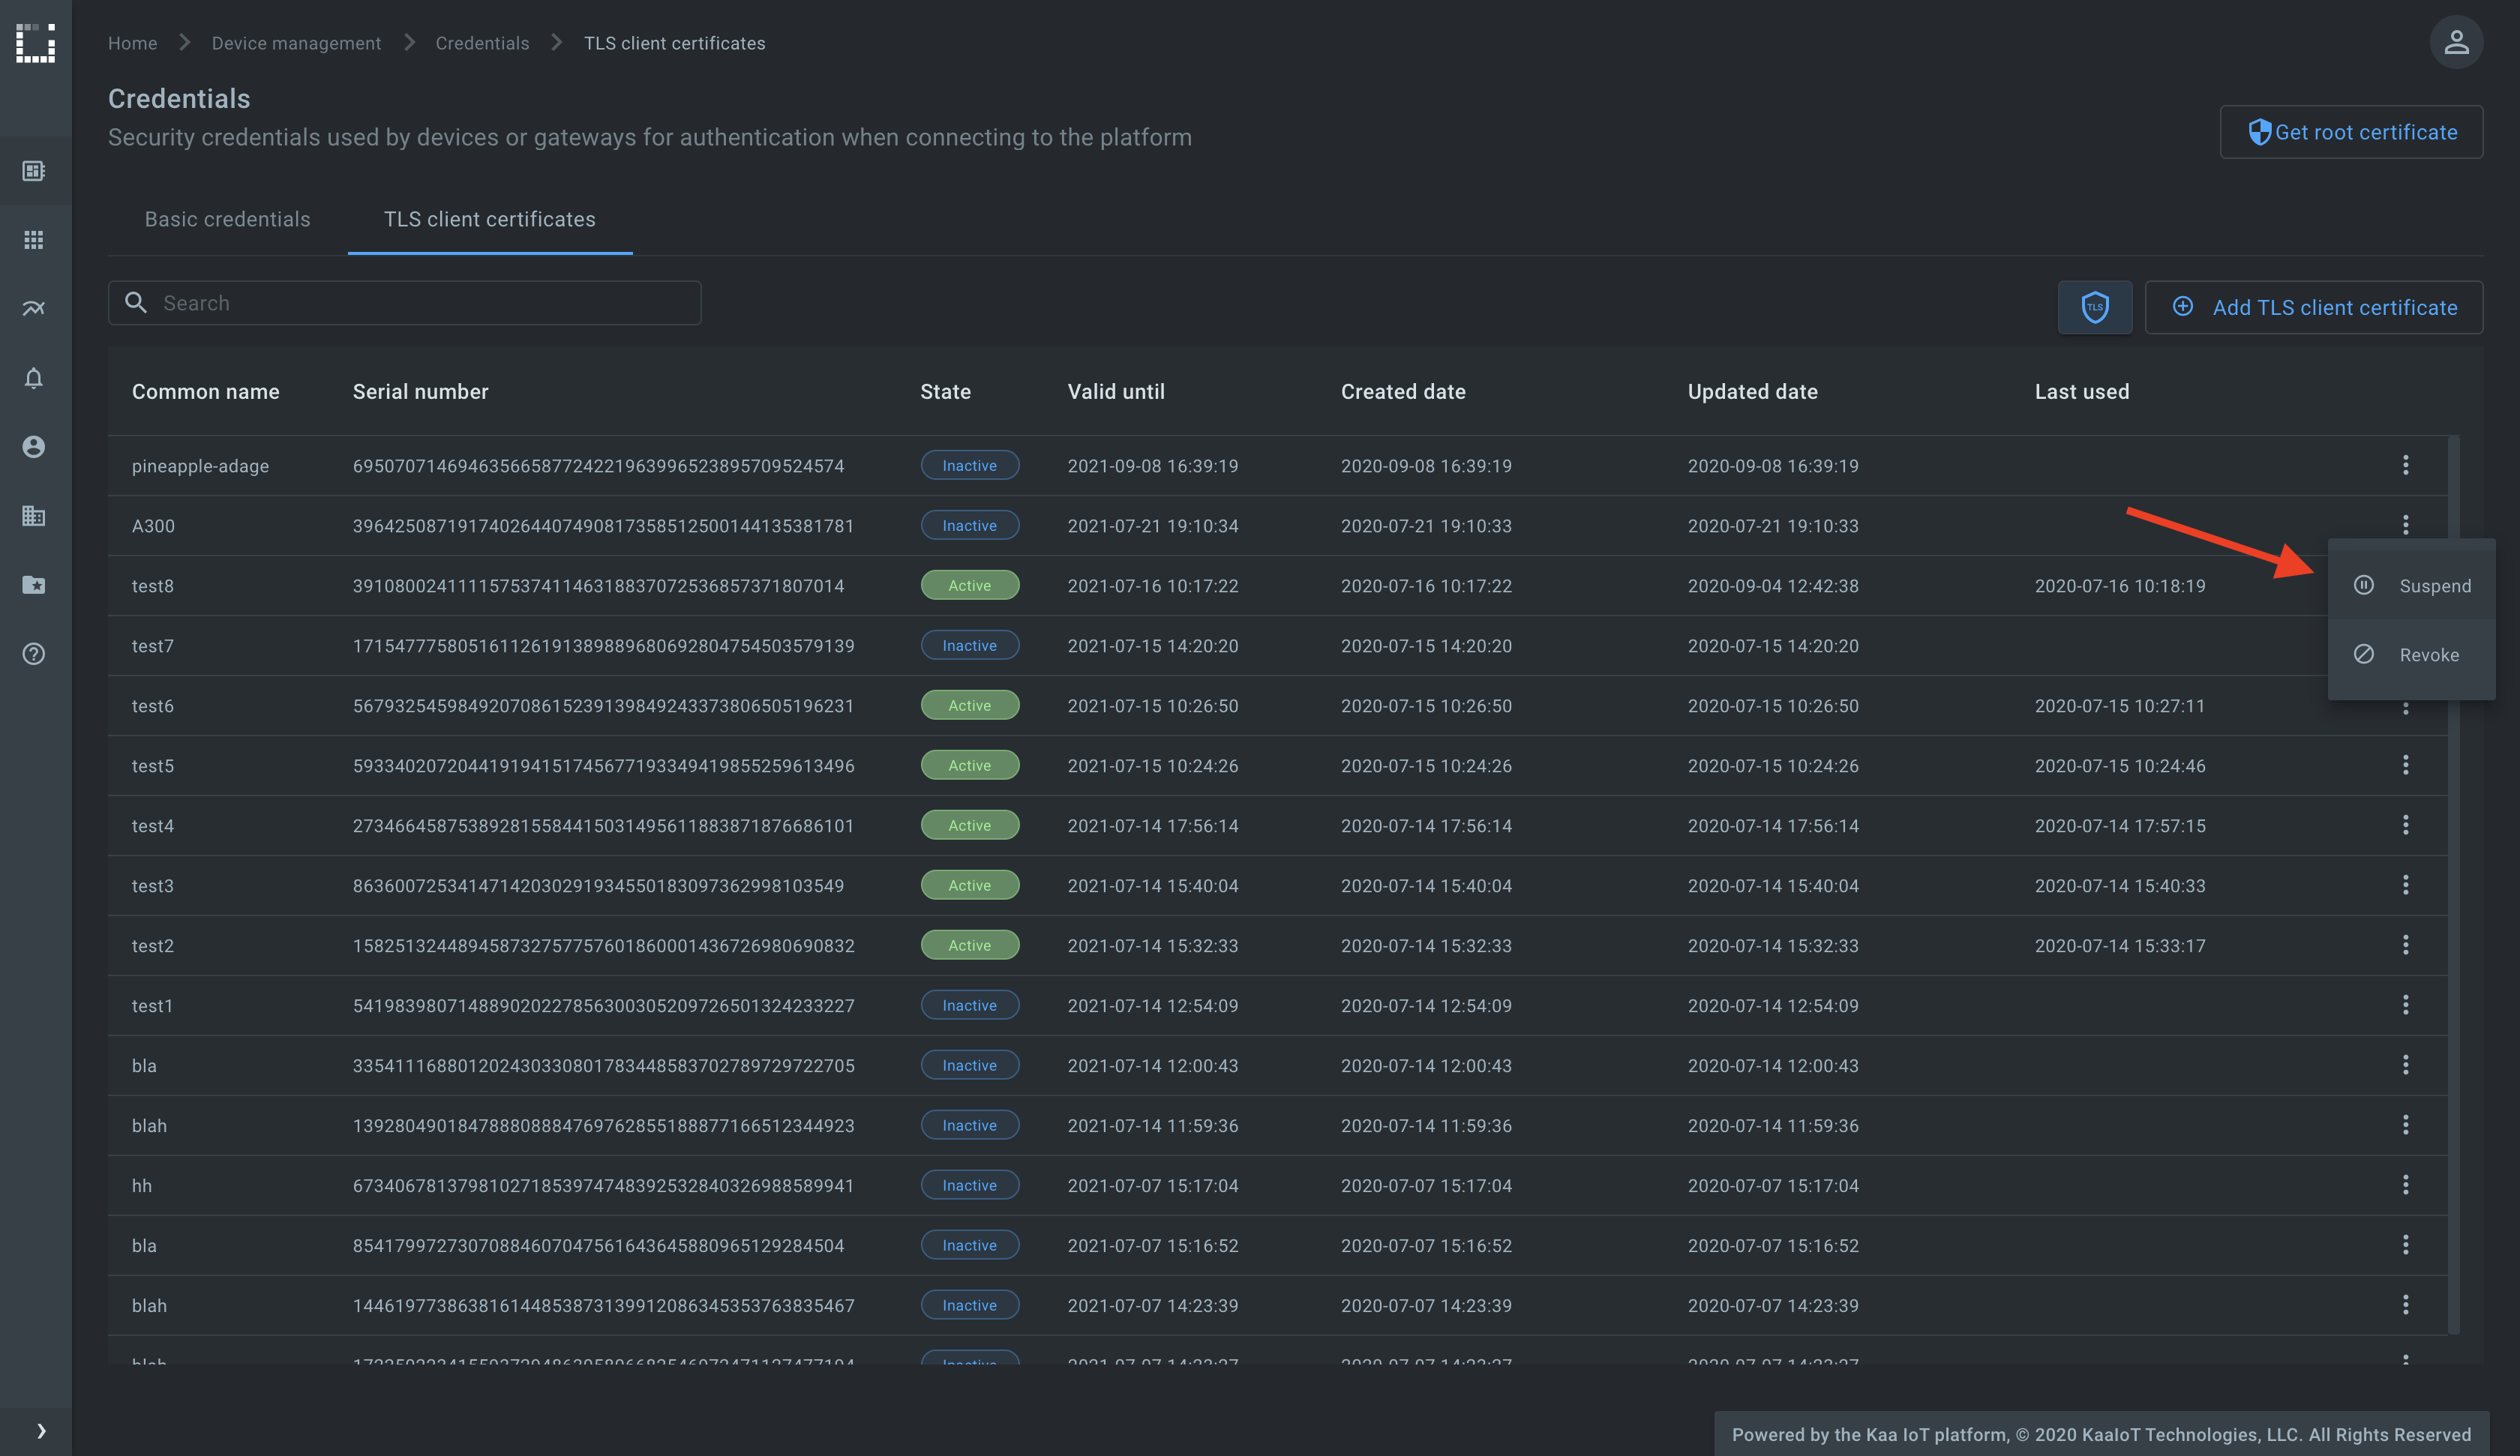 Home > Device management > Credentials > TLS client certificates
Credentials
Security credentials used by devices or gateways for authentication when connecting to the platform
Get root certificate
Basic credentials TLS client certificates
Search
TLS
Add TLS client certificate
Common name Serial number State Valid until Created date Updated date Last used
pineapple-adage 695070714694635665877242219639965238957095245​74 Inactive 2021-09-08 16:39:19 2020-09-08 16:39:19 2020-09-08 16:39:19
A300 396425087191740264407490817358512500144135381781 Inactive 2021-07-21 19:10:34 2020-07-21 19:10:33 2020-07-21 19:10:33
test8 39108002411115753741146318837072536857371807014 Active 2021-07-16 10:17:22 2020-07-16 10:17:22 2020-09-04 12:42:38 2020-07-16 10:18:19
Suspend
test7 171547775805161126191389889680692804754503579139 Inactive 2021-07-15 14:20:20 2020-07-15 14:20:20 2020-07-15 14:20:20
Revoke
test6 567932545984920708615239139849243373806505196231 Active 2021-07-15 10:26:50 2020-07-15 10:26:50 2020-07-15 10:26:50 2020-07-15 10:27:11
test5 593340207204419194151745677193349419855259613496 Active 2021-07-15 10:24:26 2020-07-15 10:24:26 2020-07-15 10:24:26 2020-07-15 10:24:46
test4 273466458753892815584415031495611883871876686101 Active 2021-07-14 17:56:14 2020-07-14 17:56:14 2020-07-14 17:56:14 2020-07-14 17:57:15
test3 86360072534147142030291934550183097362998103549 Active 2021-07-14 15:40:04 2020-07-14 15:40:04 2020-07-14 15:40:04 2020-07-14 15:40:33
test2 158251324489458732757757601860001436726980690832 Active 2021-07-14 15:32:33 2020-07-14 15:32:33 2020-07-14 15:32:33 2020-07-14 15:33:17
test1 541983980714889020227856300305209726501324233227 Inactive 2021-07-14 12:54:09 2020-07-14 12:54:09 2020-07-14 12:54:09
bla 335411168801202430330801783448583702789729722705 Inactive 2021-07-14 12:00:43 2020-07-14 12:00:43 2020-07-14 12:00:43
blah 139280490184788808884769762855188877166512344923 Inactive 2021-07-14 11:59:36 2020-07-14 11:59:36 2020-07-14 11:59:36
hh 673406781379810271853974748392532840326988589941 Inactive 2021-07-07 15:17:04 2020-07-07 15:17:04 2020-07-07 15:17:04
bla 85417997273070884607047561643645880965129284504 Inactive 2021-07-07 15:16:52 2020-07-07 15:16:52 2020-07-07 15:16:52
blah 144619773863816144853873139912086345353763835467 Inactive 2021-07-07 14:23:39 2020-07-07 14:23:39 2020-07-07 14:23:39
Powered by the Kaa IoT platform, © 2020 KaaIoT Technologies, LLC. All Rights Reserved